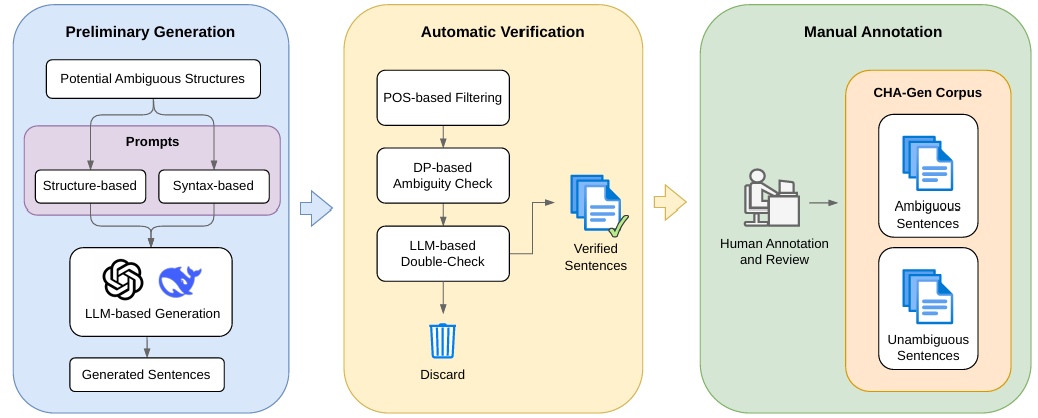 Preliminary Generation
Potential Ambiguous Structures
Prompts
Structure-based
Syntax-based
LLM-based Generation
Generated Sentences
Automatic Verification
POS-based Filtering
DP-based
Ambiguity Check
LLM-based
Double-Check
Discard
Verified
Sentences
Manual Annotation
Human Annotation
and Review
CHA-Gen Corpus
Ambiguous
Sentences
Unambiguous
Sentences